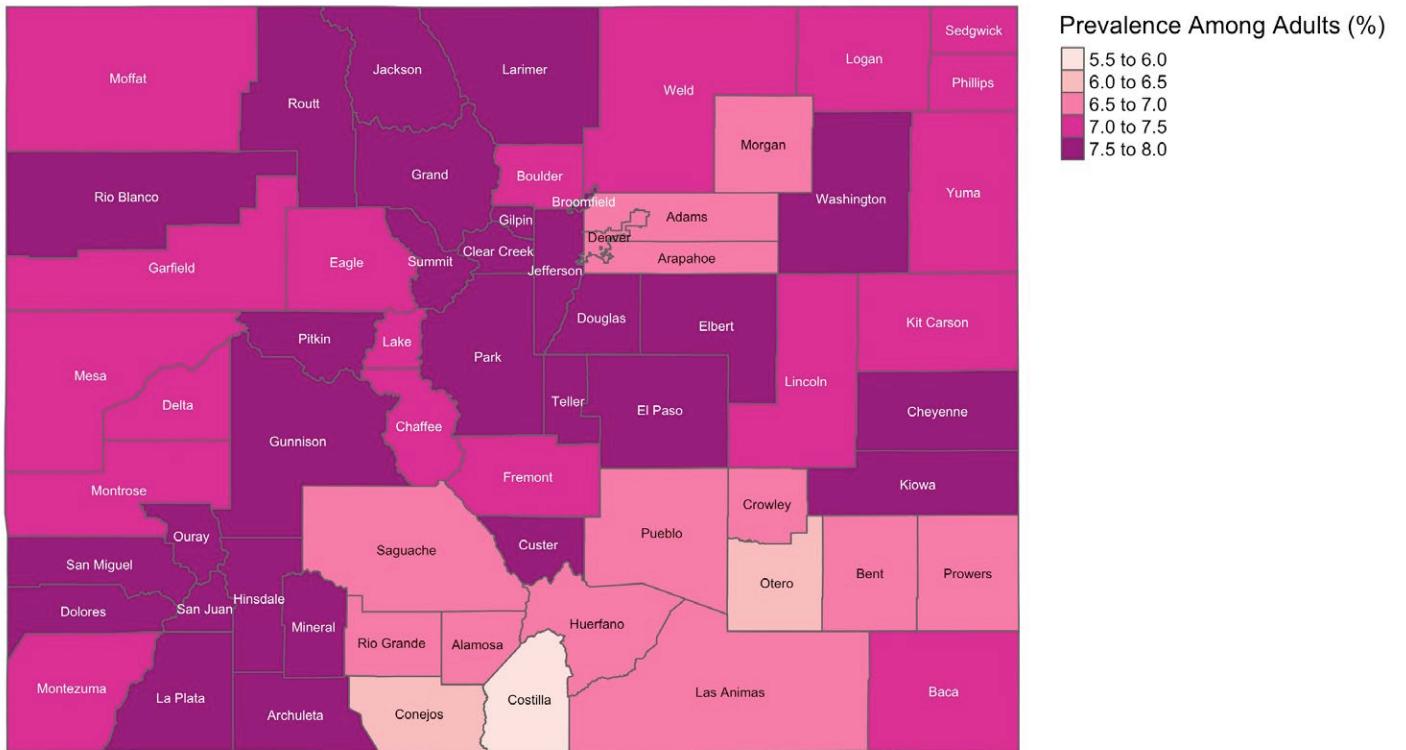 Prevalence Among Adults (%)
5.5 to 6.0
6.0 to 6.5
6.5 to 7.0
7.0 to 7.5
7.5 to 8.0
Moffat
Routt
Jackson
Larimer
Weld
Logan
Sedgwick
Phillips
Morgan
Rio Blanco
Grand
Boulder
Broomfield
Washington
Yuma
Gilpin
Adams
Denver
Garfield
Eagle
Summit
Clear Creek
Jefferson
Arapahoe
Pitkin
Lake
Park
Douglas
Elbert
Kit Carson
Mesa
Delta
Teller
El Paso
Lincoln
Cheyenne
Gunnison
Chaffee
Montrose
Fremont
Crowley
Kiowa
Ouray
Saguache
Custer
Pueblo
San Miguel
Otero
Bent
Prowers
Dolores
San Juan
Hinsdale
Mineral
Rio Grande
Alamosa
Huerfano
Montezuma
La Plata
Archuleta
Conejos
Costilla
Las Animas
Baca